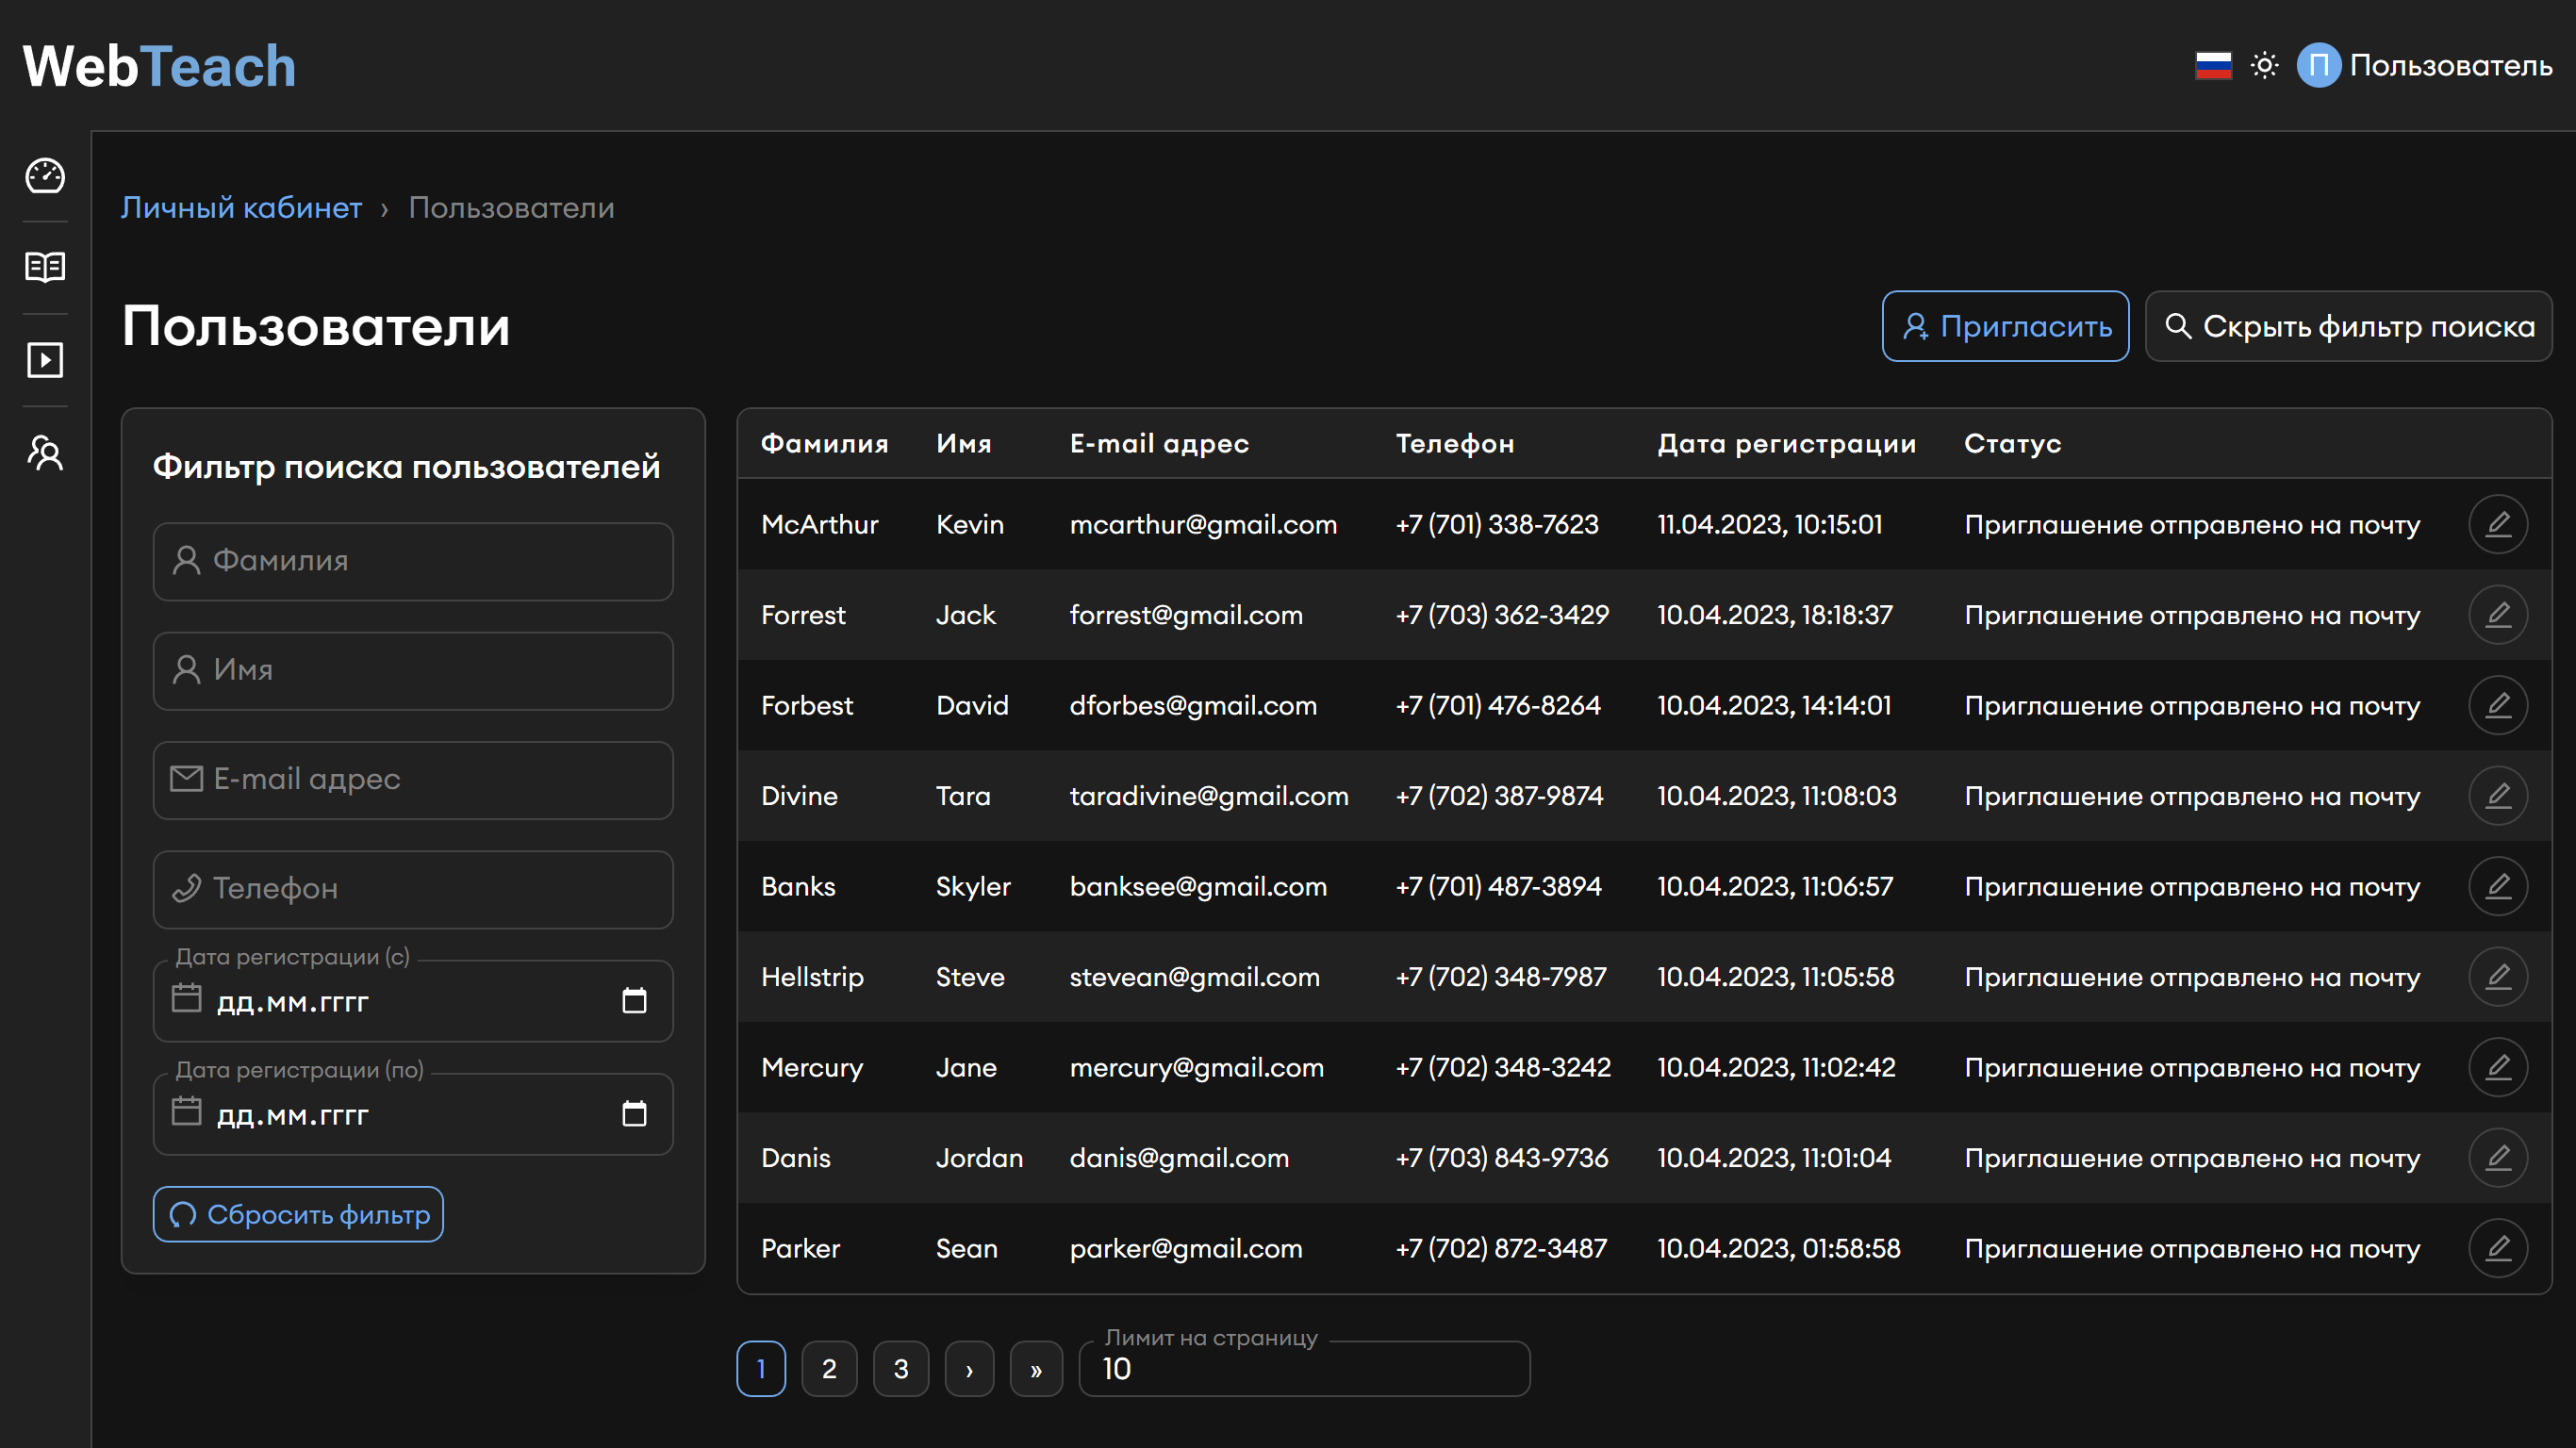 WebTeach
П Пользователь
Личный кабинет › Пользователи
Пользователи
Пригласить
Скрыть фильтр поиска
Фильтр поиска пользователей
Фамилия
Имя
E-mail адрес
Телефон
Дата регистрации (с)
дд.мм.гггг
Дата регистрации (по)
дд.мм.гггг
Сбросить фильтр
Фамилия Имя E-mail адрес Телефон Дата регистрации Статус
McArthur Kevin mcarthur@gmail.com +7 (701) 338-7623 11.04.2023, 10:15:01 Приглашение отправлено на почту
Forrest Jack forrest@gmail.com +7 (703) 362-3429 10.04.2023, 18:18:37 Приглашение отправлено на почту
Forbest David dforbes@gmail.com +7 (701) 476-8264 10.04.2023, 14:14:01 Приглашение отправлено на почту
Divine Tara taradivine@gmail.com +7 (702) 387-9874 10.04.2023, 11:08:03 Приглашение отправлено на почту
Banks Skyler banksee@gmail.com +7 (701) 487-3894 10.04.2023, 11:06:57 Приглашение отправлено на почту
Hellstrip Steve stevean@gmail.com +7 (702) 348-7987 10.04.2023, 11:05:58 Приглашение отправлено на почту
Mercury Jane mercury@gmail.com +7 (702) 348-3242 10.04.2023, 11:02:42 Приглашение отправлено на почту
Danis Jordan danis@gmail.com +7 (703) 843-9736 10.04.2023, 11:01:04 Приглашение отправлено на почту
Parker Sean parker@gmail.com +7 (702) 872-3487 10.04.2023, 01:58:58 Приглашение отправлено на почту
1 2 3 › »
Лимит на страницу
10